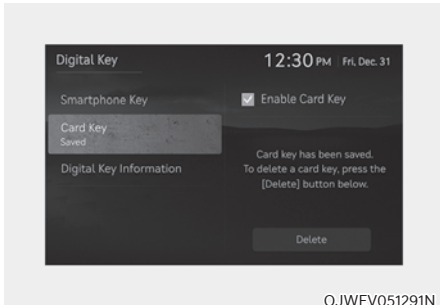 Digital Key
12:30 PM Fri, Dec. 31
Smartphone Key
Enable Card Key
Card Key
Saved
Digital Key Information
Card key has been saved.
To delete a card key, press the
[Delete] button below.
Delete
OJWEV051291N